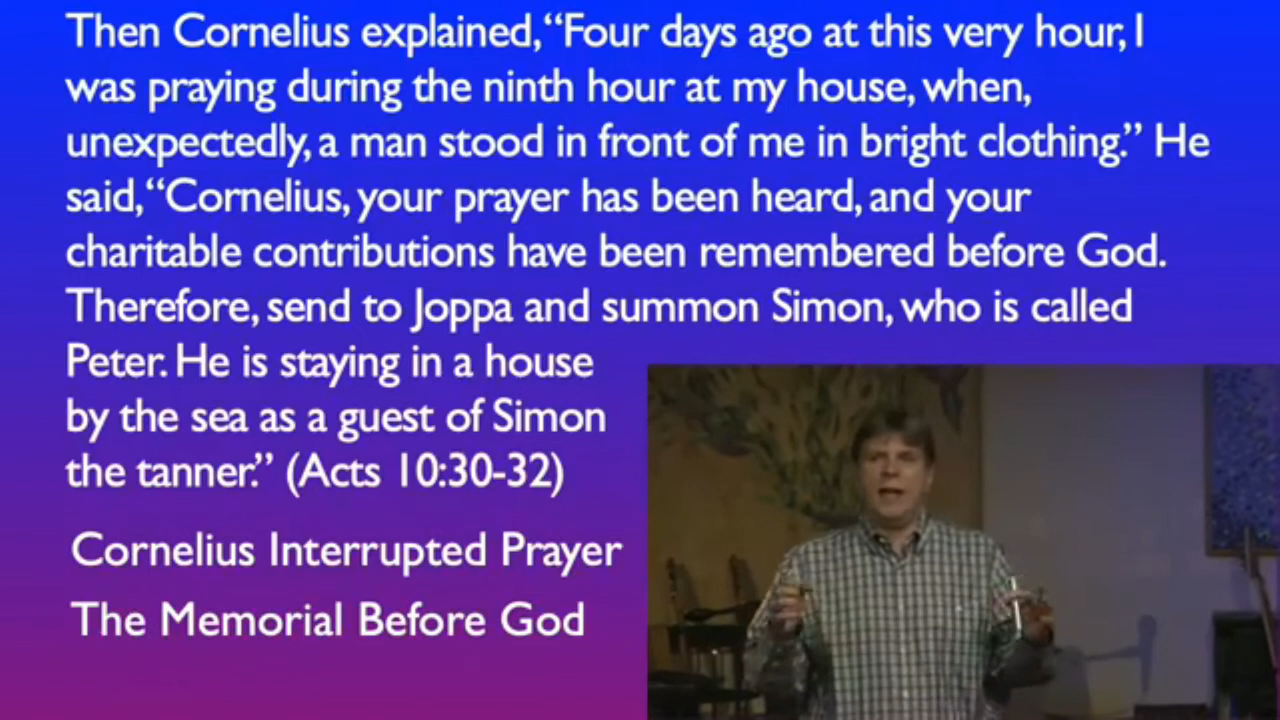 Then Cornelius explained, “Four days ago at this very hour, I
was praying during the ninth hour at my house, when,
unexpectedly, a man stood in front of me in bright clothing.” He
said, “Cornelius, your prayer has been heard, and your
charitable contributions have been remembered before God.
Therefore, send to Joppa and summon Simon, who is called
Peter. He is staying in a house
by the sea as a guest of Simon
the tanner.” (Acts 10:30-32)
Cornelius Interrupted Prayer
The Memorial Before God